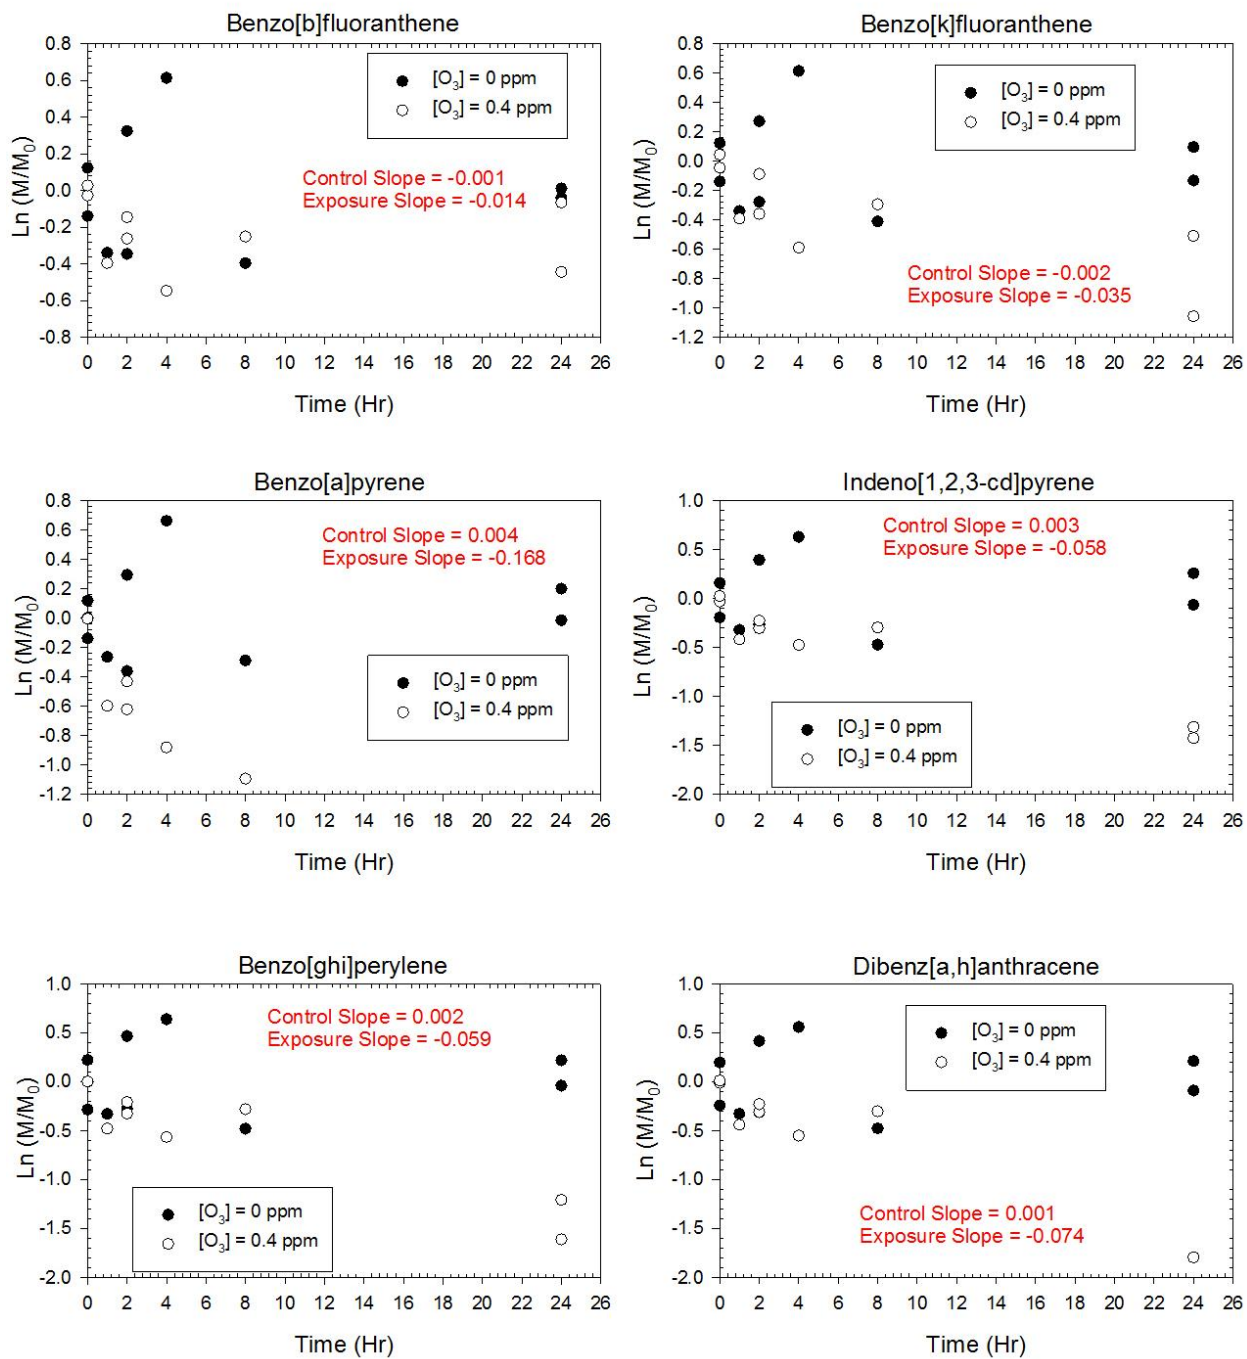 Benzo[b]fluoranthene
0.8
0.6
0.4
0.2
0.0
-0.2
-0.4
-0.6
-0.8
Ln (M/M0)
[O3] = 0 ppm
[O3] = 0.4 ppm
Control Slope = -0.001
Exposure Slope = -0.014
0 2 4 6 8 10 12 14 16 18 20 22 24 26
Time (Hr)
Benzo[k]fluoranthene
0.8
0.6
0.4
0.2
0.0
-0.2
-0.4
-0.6
-0.8
-1.0
-1.2
Ln (M/M0)
[O3] = 0 ppm
[O3] = 0.4 ppm
Control Slope = -0.002
Exposure Slope = -0.035
0 2 4 6 8 10 12 14 16 18 20 22 24 26
Time (Hr)
Benzo[a]pyrene
0.8
0.6
0.4
0.2
0.0
-0.2
-0.4
-0.6
-0.8
-1.0
-1.2
Ln (M/M0)
Control Slope = 0.004
Exposure Slope = -0.168
[O3] = 0 ppm
[O3] = 0.4 ppm
0 2 4 6 8 10 12 14 16 18 20 22 24 26
Time (Hr)
Indeno[1,2,3-cd]pyrene
1.0
0.5
0.0
-0.5
-1.0
-1.5
-2.0
Ln (M/M0)
Control Slope = 0.003
Exposure Slope = -0.058
[O3] = 0 ppm
[O3] = 0.4 ppm
0 2 4 6 8 10 12 14 16 18 20 22 24 26
Time (Hr)
Benzo[ghi]perylene
1.0
0.5
0.0
-0.5
-1.0
-1.5
-2.0
Ln (M/M0)
Control Slope = 0.002
Exposure Slope = -0.059
[O3] = 0 ppm
[O3] = 0.4 ppm
0 2 4 6 8 10 12 14 16 18 20 22 24 26
Time (Hr)
Dibenz[a,h]anthracene
1.0
0.5
0.0
-0.5
-1.0
-1.5
-2.0
Ln (M/M0)
[O3] = 0 ppm
[O3] = 0.4 ppm
Control Slope = 0.001
Exposure Slope = -0.074
0 2 4 6 8 10 12 14 16 18 20 22 24 26
Time (Hr)